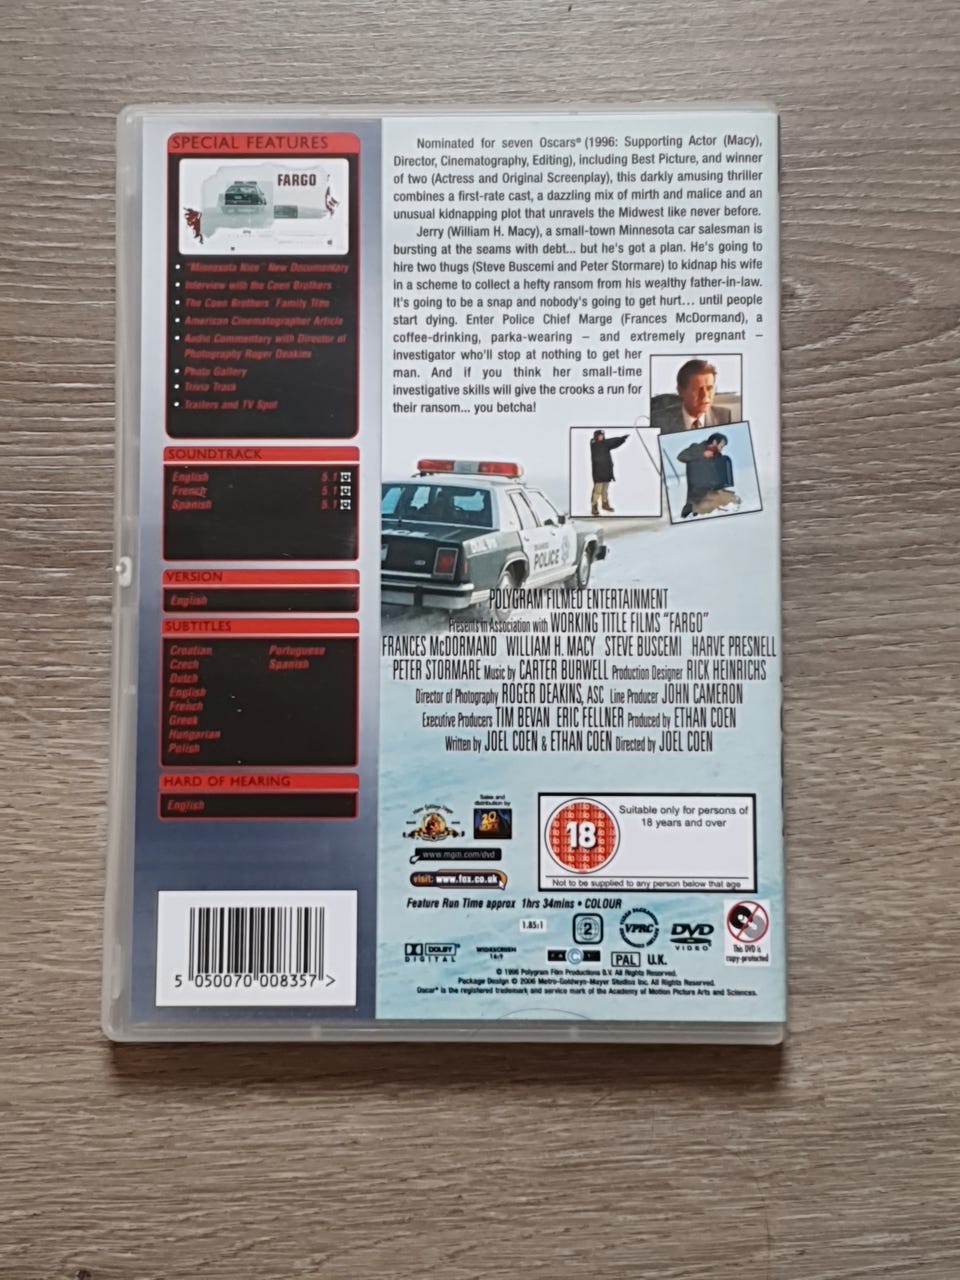 SPECIAL FEATURES
FARGO
• "Minnesota Nice" New Documentary
• Interview with the Coen Brothers
• The Coen Brothers' Family Tree
• American Cinematographer Article
• Audio Commentary with Director of
Photography Roger Deakins
• Photo Gallery
• Trivia Track
• Trailers and TV Spot
SOUNDTRACK
English 5.1
French 5.1
Spanish 5.1
VERSION
English
SUBTITLES
Croatian Portuguese
Czech Spanish
Dutch
English
French
Greek
Hungarian
Polish
HARD OF HEARING
English
5 050070 008357 >
Nominated for seven Oscars® (1996: Supporting Actor (Macy),
Director, Cinematography, Editing), including Best Picture, and winner
of two (Actress and Original Screenplay), this darkly amusing thriller
combines a first-rate cast, a dazzling mix of mirth and malice and an
unusual kidnapping plot that unravels the Midwest like never before.
Jerry (William H. Macy), a small-town Minnesota car salesman is
bursting at the seams with debt... but he's got a plan. He's going to
hire two thugs (Steve Buscemi and Peter Stormare) to kidnap his wife
in a scheme to collect a hefty ransom from his wealthy father-in-law.
It's going to be a snap and nobody's going to get hurt... until people
start dying. Enter Police Chief Marge (Frances McDormand), a
coffee-drinking, parka-wearing – and extremely pregnant –
investigator who'll stop at nothing to get her
man. And if you think her small-time
investigative skills will give the crooks a run for
their ransom... you betcha!
POLICE
POLYGRAM FILMED ENTERTAINMENT
Presents in Association with WORKING TITLE FILMS "FARGO"
FRANCES McDORMAND WILLIAM H. MACY STEVE BUSCEMI HARVE PRESNELL
PETER STORMARE Music by CARTER BURWELL Production Designer RICK HEINRICHS
Director of Photography ROGER DEAKINS, ASC Line Producer JOHN CAMERON
Executive Producers TIM BEVAN ERIC FELLNER Produced by ETHAN COEN
Written by JOEL COEN & ETHAN COEN Directed by JOEL COEN
Sales and
distribution by
www.mgm.com/dvd
visit: www.fox.co.uk
18
Suitable only for persons of
18 years and over
Not to be supplied to any person below that age
Feature Run Time approx 1hrs 34mins • COLOUR
1.85:1
2
VPRC
DVD
VIDEO
This DVD is
copy-protected
DOLBY
DIGITAL
WIDESCREEN
16:9
FACT
PAL U.K.
© 1996 Polygram Film Productions B.V. All Rights Reserved.
Package Design © 2006 Metro-Goldwyn-Mayer Studios Inc. All Rights Reserved.
Oscar® is the registered trademark and service mark of the Academy of Motion Picture Arts and Sciences.